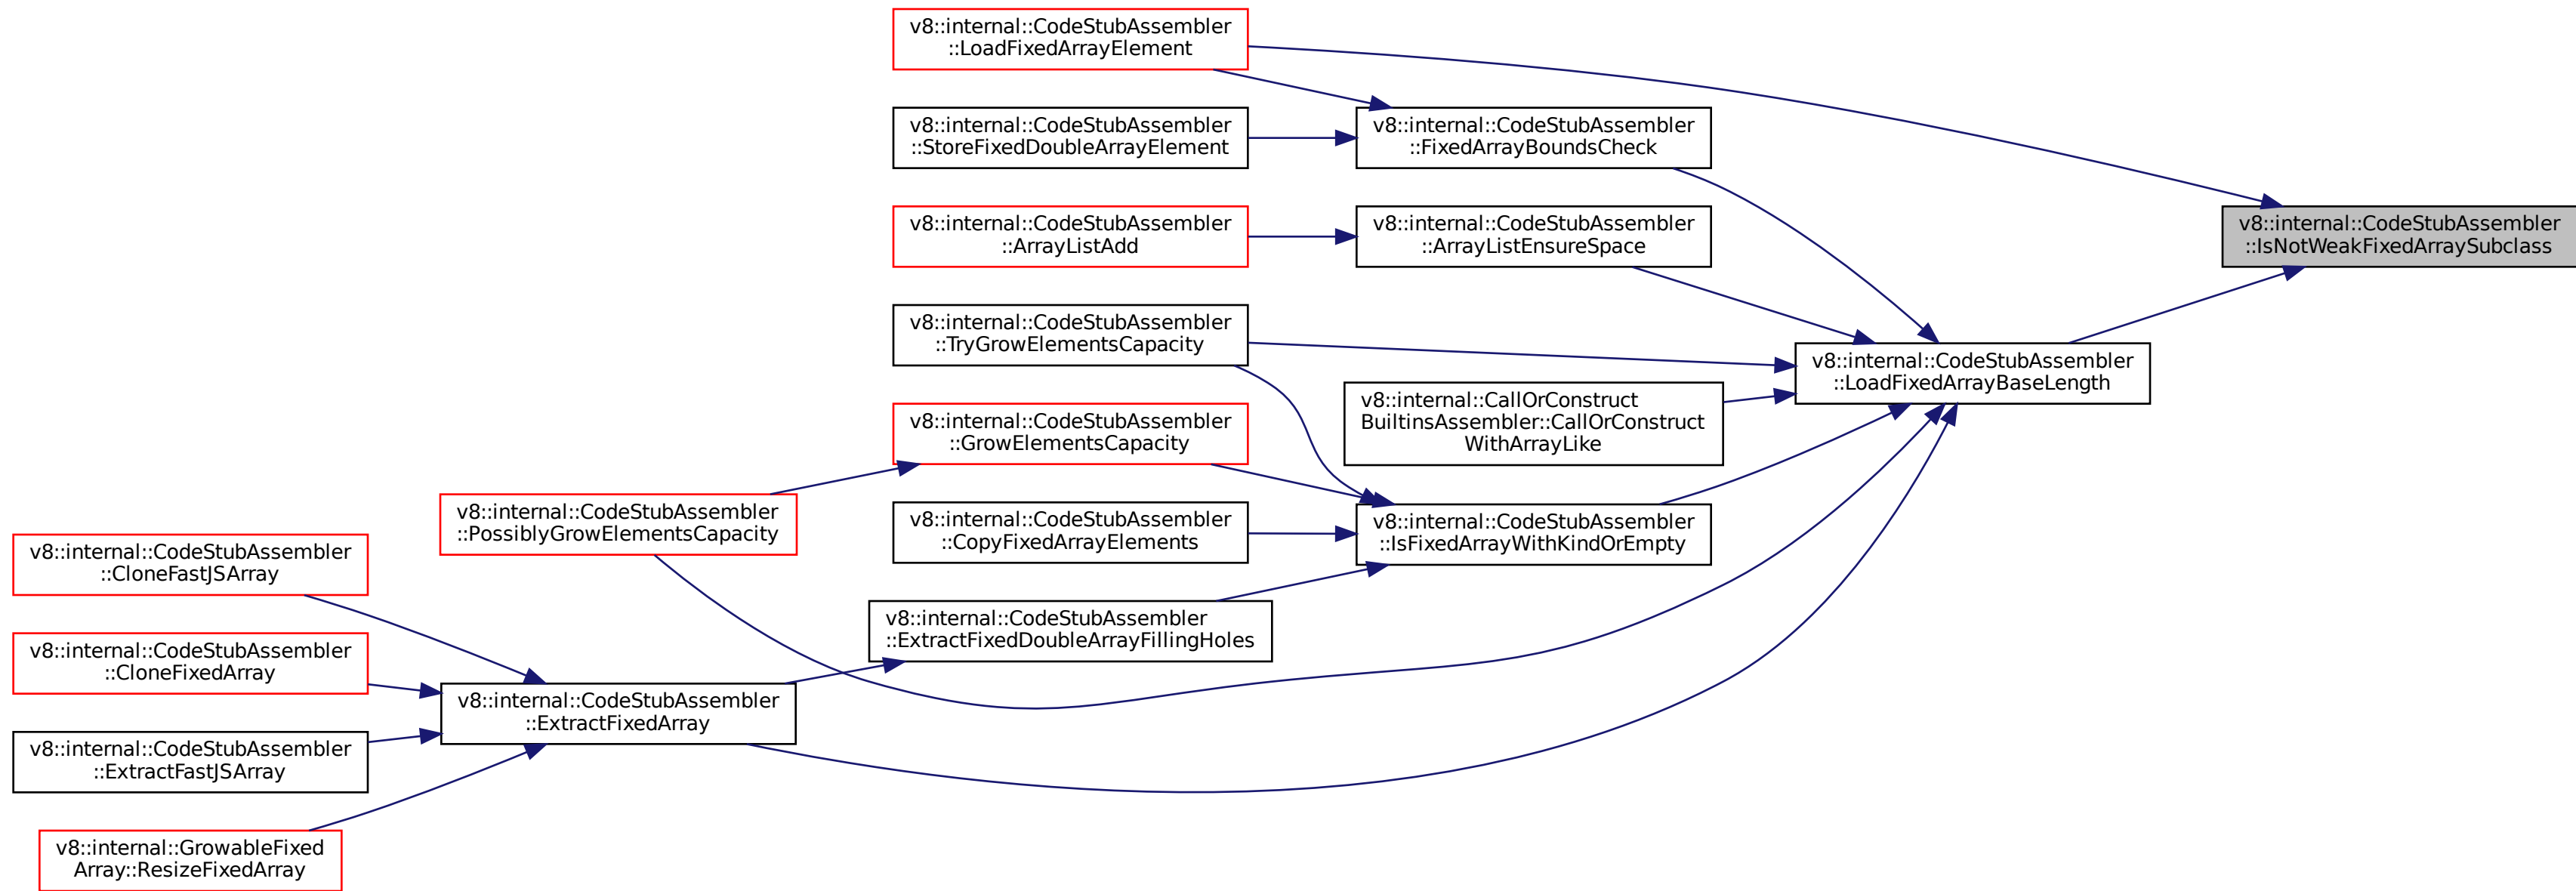 v8::internal::CodeStubAssembler
::LoadFixedArrayElement
v8::internal::CodeStubAssembler
::StoreFixedDoubleArrayElement
v8::internal::CodeStubAssembler
::FixedArrayBoundsCheck
v8::internal::CodeStubAssembler
::ArrayListAdd
v8::internal::CodeStubAssembler
::ArrayListEnsureSpace
v8::internal::CodeStubAssembler
::IsNotWeakFixedArraySubclass
v8::internal::CodeStubAssembler
::TryGrowElementsCapacity
v8::internal::CodeStubAssembler
::LoadFixedArrayBaseLength
v8::internal::CallOrConstruct
BuiltinsAssembler::CallOrConstruct
WithArrayLike
v8::internal::CodeStubAssembler
::GrowElementsCapacity
v8::internal::CodeStubAssembler
::PossiblyGrowElementsCapacity
v8::internal::CodeStubAssembler
::CopyFixedArrayElements
v8::internal::CodeStubAssembler
::IsFixedArrayWithKindOrEmpty
v8::internal::CodeStubAssembler
::CloneFastJSArray
v8::internal::CodeStubAssembler
::ExtractFixedDoubleArrayFillingHoles
v8::internal::CodeStubAssembler
::CloneFixedArray
v8::internal::CodeStubAssembler
::ExtractFixedArray
v8::internal::CodeStubAssembler
::ExtractFastJSArray
v8::internal::GrowableFixed
Array::ResizeFixedArray